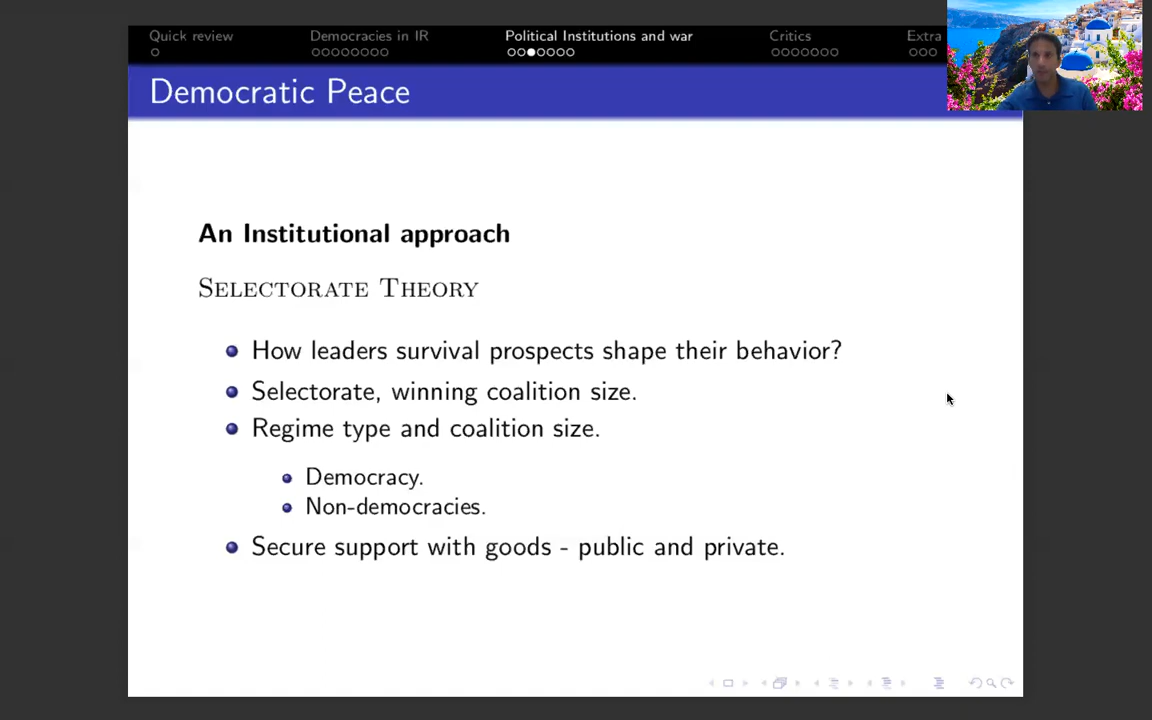 Quick review
Democracies in IR
Political Institutions and war
Critics
Extra
Democratic Peace
An Institutional approach
Selectorate Theory
How leaders survival prospects shape their behavior?
Selectorate, winning coalition size.
Regime type and coalition size.
Democracy.
Non-democracies.
Secure support with goods - public and private.